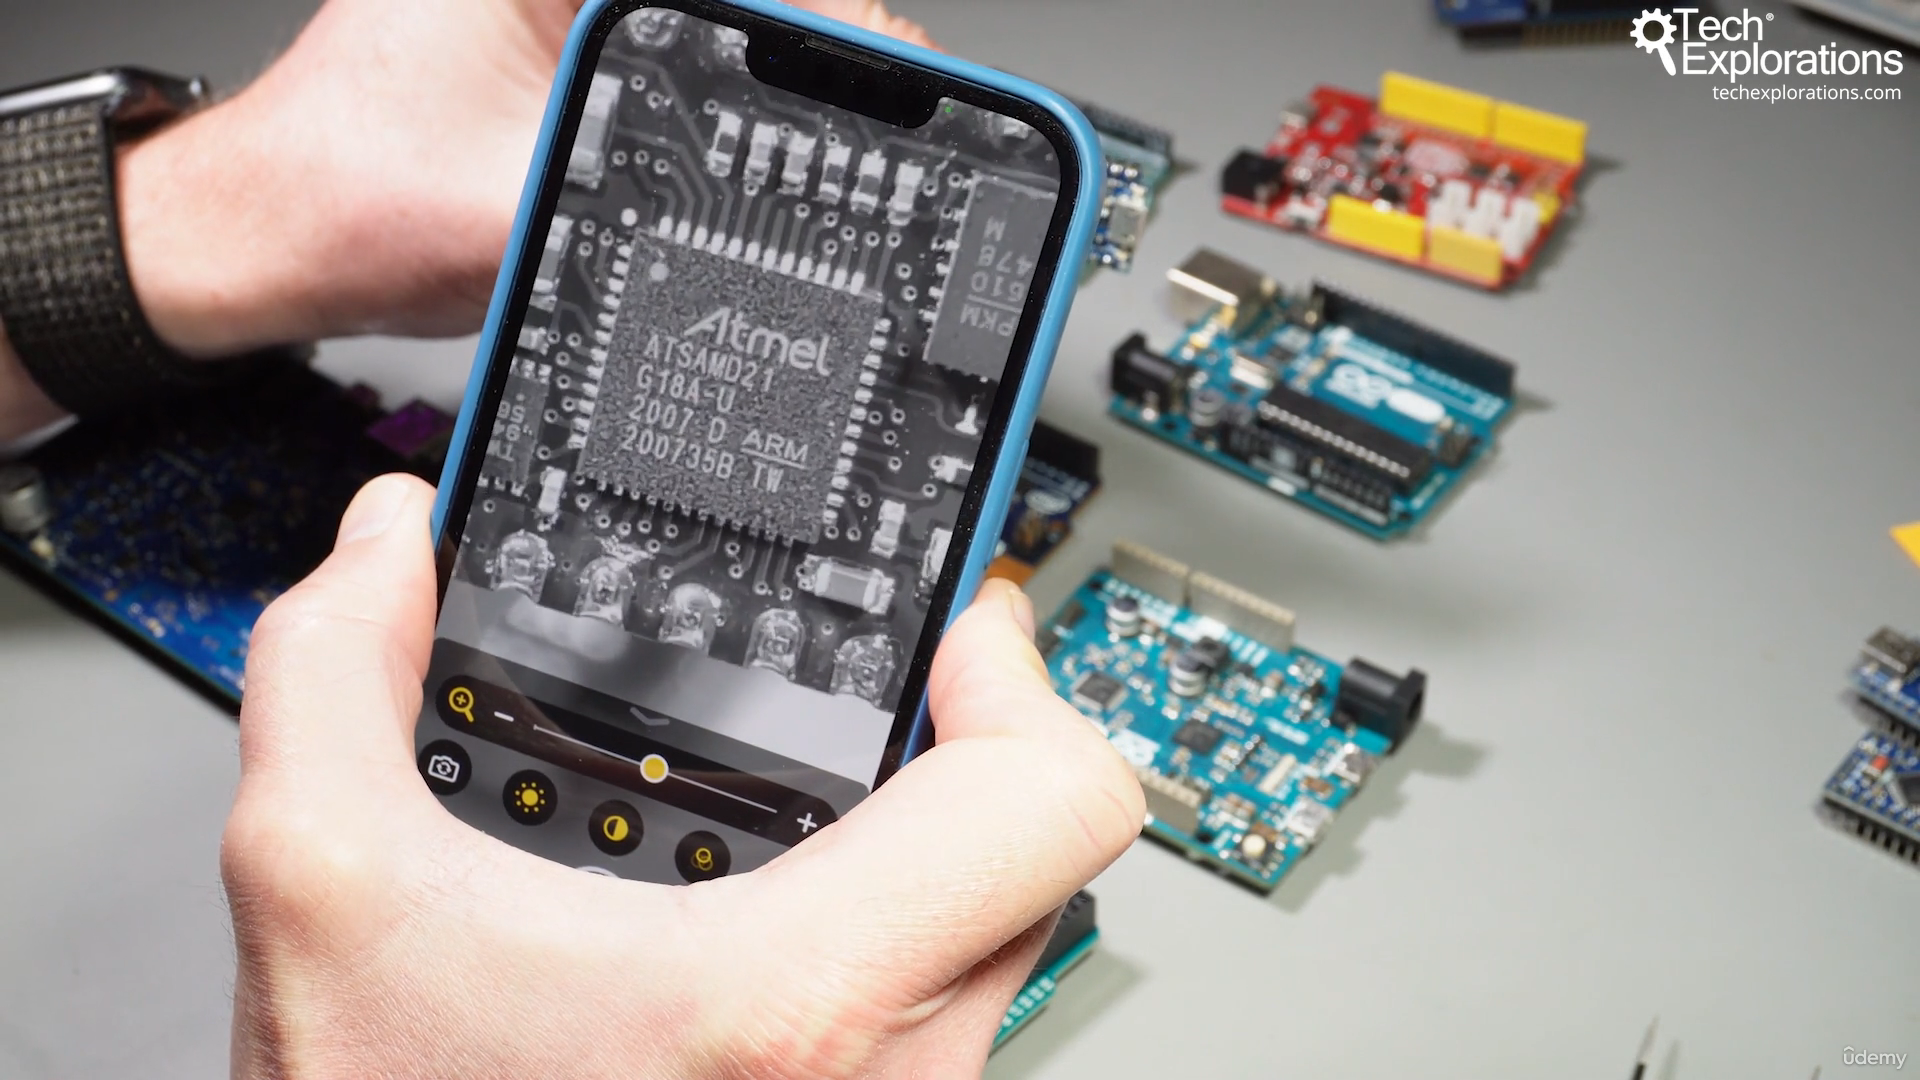 Tech®
Explorations
techexplorations.com
M
478
610
PKM
Atmel
ATSAMD21
G18A-U
2007 D ARM
200735B TW
ûdemy